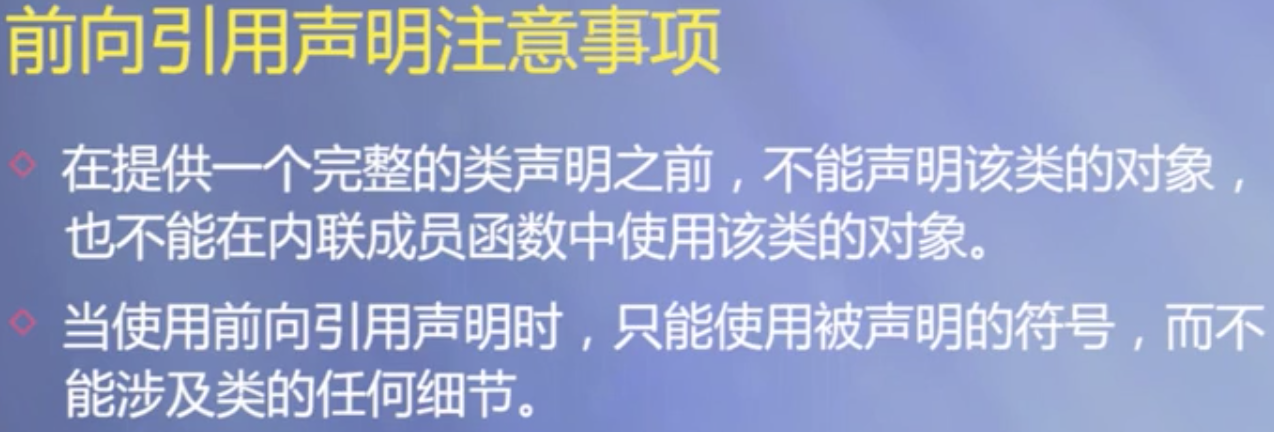 前向引用声明注意事项
在提供一个完整的类声明之前，不能声明该类的对象，
也不能在内联成员函数中使用该类的对象。
当使用前向引用声明时，只能使用被声明的符号，而不
能涉及类的任何细节。